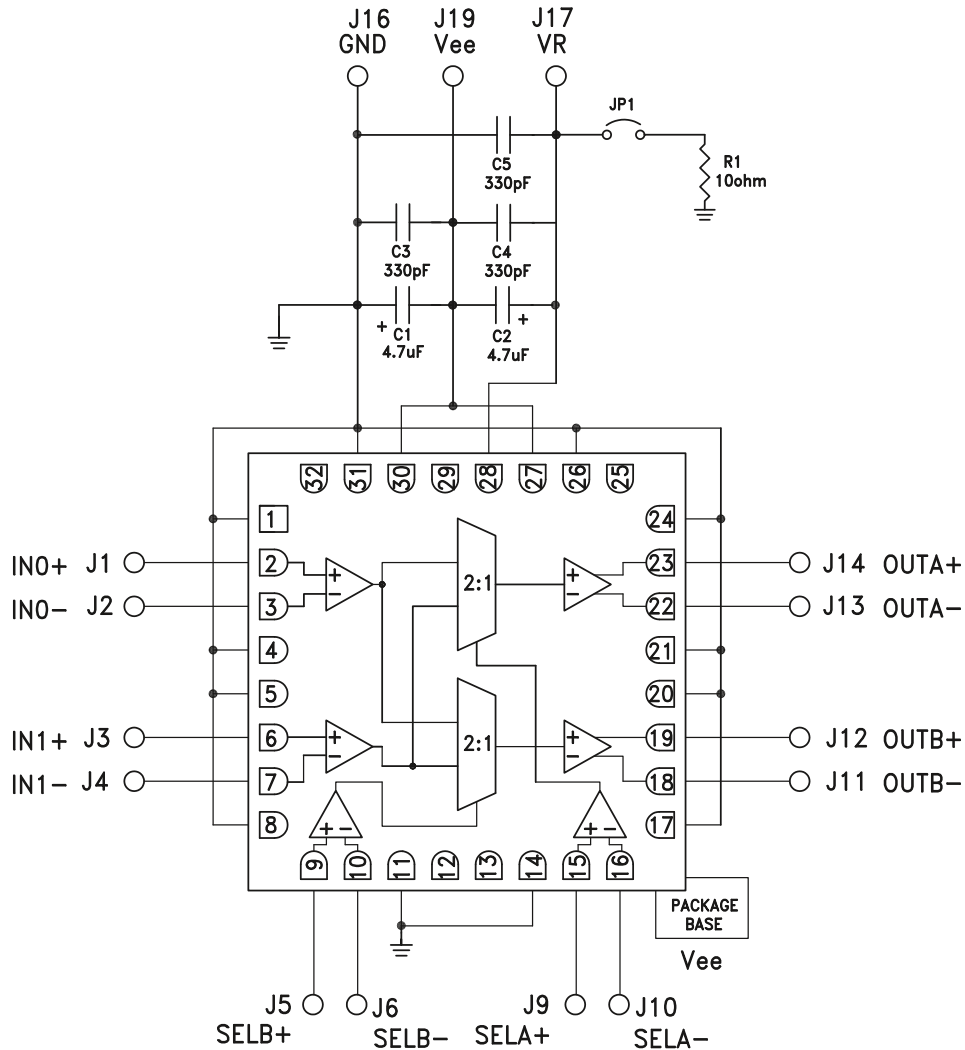 J16 J19 J17
GND Vee VR
JP1
R1
10ohm
C5
330pF
C3 C4
330pF 330pF
+ C1 C2 +
4.7uF 4.7uF
32 31 30 29 28 27 26 25
1 24
IN0+ J1 2 + 2:1 + 23 J14 OUTA+
IN0- J2 3 - - 22 J13 OUTA-
4 21
5 20
IN1+ J3 6 + 2:1 + 19 J12 OUTB+
IN1- J4 7 - - 18 J11 OUTB-
8 + - + - 17
9 10 11 12 13 14 15 16
PACKAGE
BASE
Vee
J5 J6 J9 J10
SELB+ SELB- SELA+ SELA-